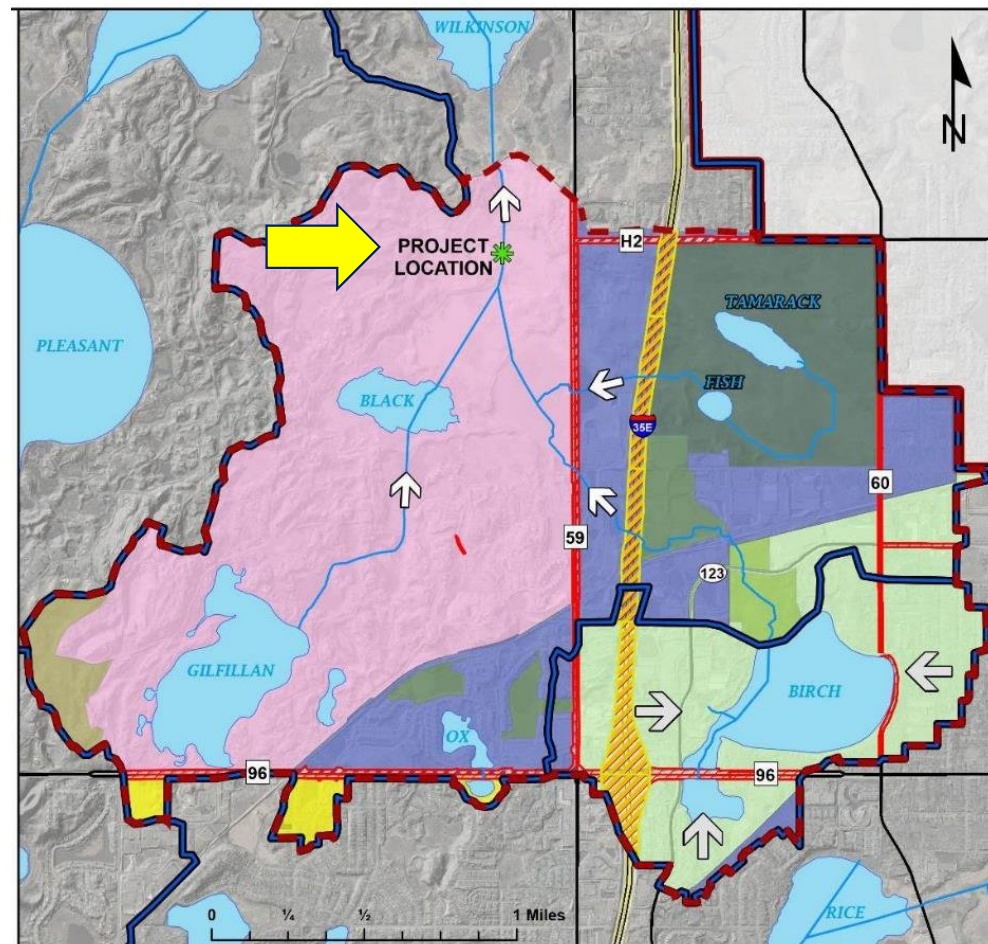 WILKINSON
N
PROJECT
LOCATION
H2
TAMARACK
PLEASANT
FISH
BLACK
35E
60
59
123
GILFILLAN
BIRCH
OX
96
96
0 ¼ ½ 1 Miles
RICE